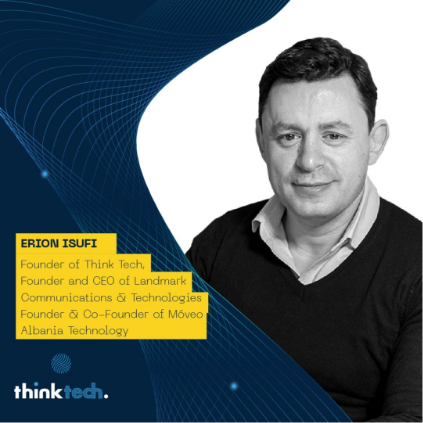 ERION ISUFI
Founder of Think Tech,
Founder and CEO of Landmark
Communications & Technologies
Founder & Co-Founder of Móveo
Albania Technology
thinktech.